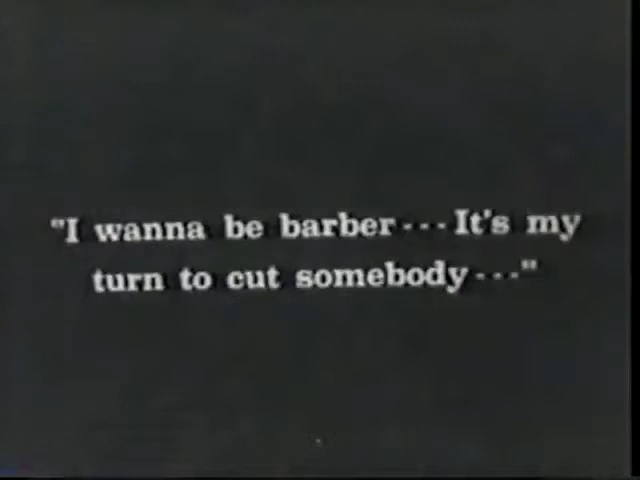 "I wanna be barber---It's my
turn to cut somebody---"